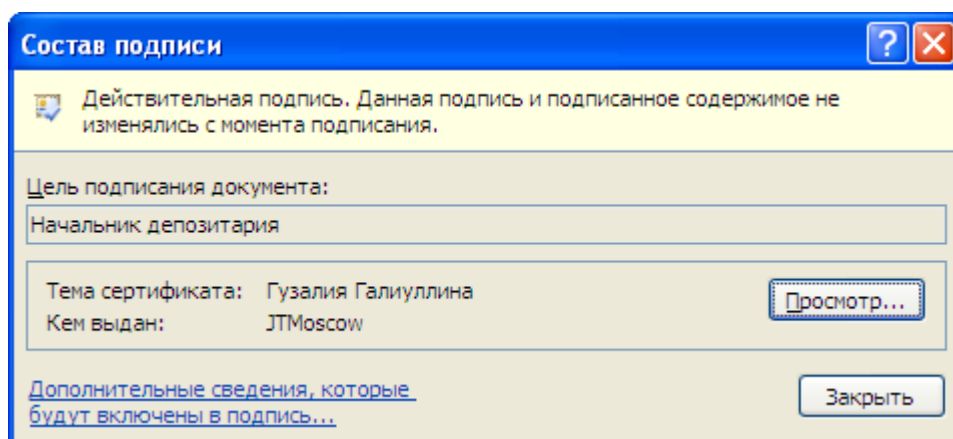 Состав подписи
Действительная подпись. Данная подпись и подписанное содержимое не
изменялись с момента подписания.
Цель подписания документа:
Начальник депозитария
Тема сертификата: Гузалия Галиуллина
Просмотр...
Кем выдан: JTMoscow
Дополнительные сведения, которые
будут включены в подпись...
Закрыть